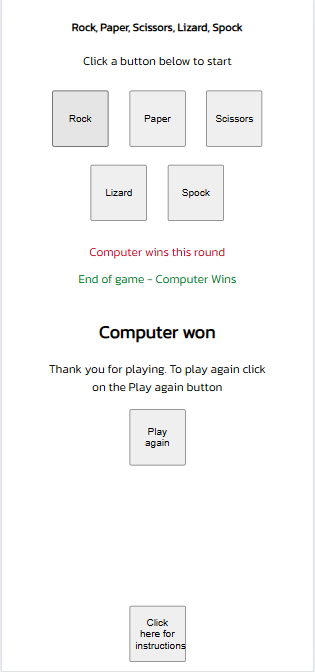 Rock, Paper, Scissors, Lizard, Spock
Click a button below to start
Rock
Paper
Scissors
Lizard
Spock
Computer wins this round
End of game - Computer Wins
Computer won
Thank you for playing. To play again click
on the Play again button
Play
again
Click
here for
instructions